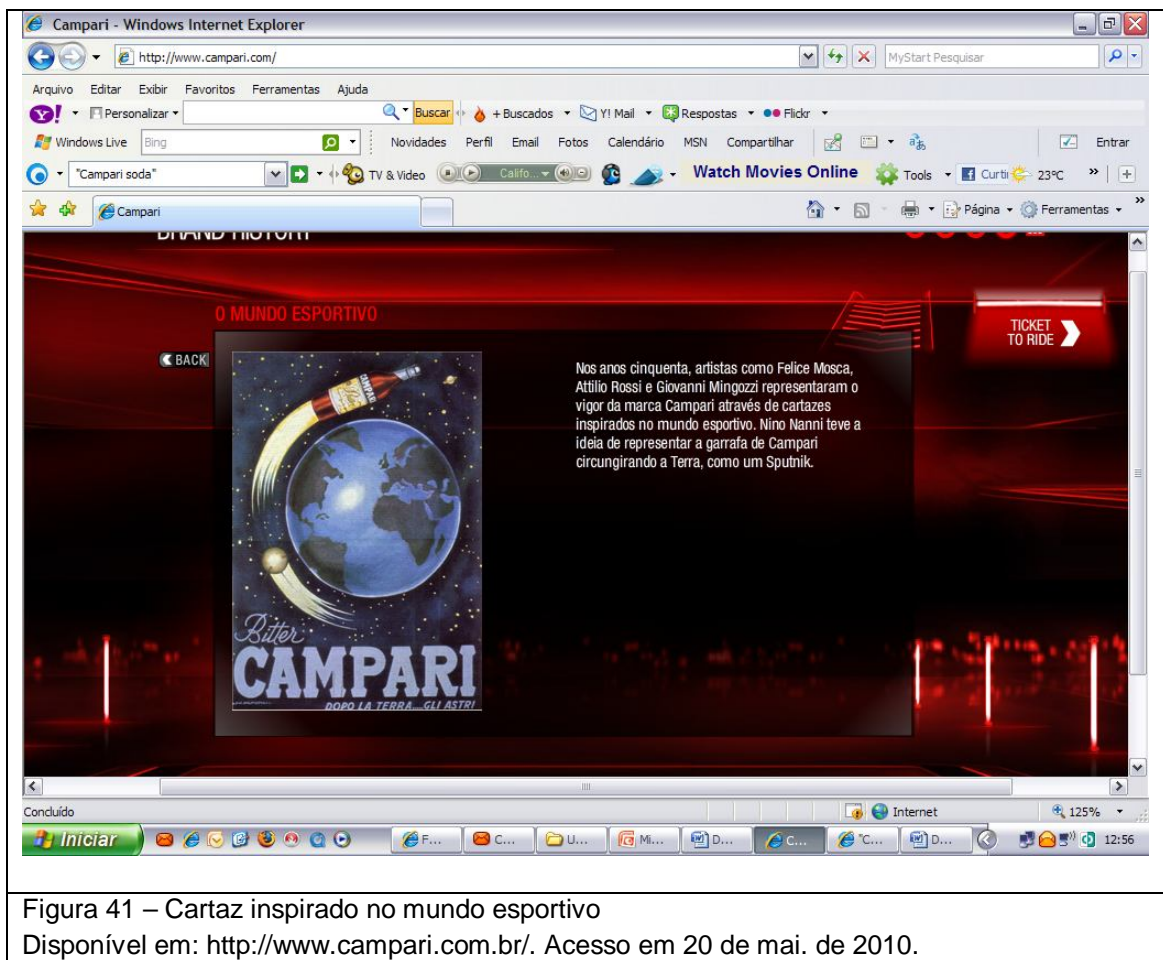 Campari - Windows Internet Explorer
http://www.campari.com/
MyStart Pesquisar
Arquivo Editar Exibir Favoritos Ferramentas Ajuda
Y! Personalizar Buscar + Buscados Y! Mail Respostas Flickr
Windows Live Bing Novidades Perfil Email Fotos Calendário MSN Compartilhar Entrar
"Campari soda" TV & Video Califo... Watch Movies Online Tools Curtir 23ºC »
Campari Página Ferramentas »
BRAND HISTORY
O MUNDO ESPORTIVO
TICKET
TO RIDE
BACK
Nos anos cinquenta, artistas como Felice Mosca,
Attilio Rossi e Giovanni Mingozzi representaram o
vigor da marca Campari através de cartazes
inspirados no mundo esportivo. Nino Nanni teve a
ideia de representar a garrafa de Campari
circungirando a Terra, como um Sputnik.
CAMPARI
Bitter
CAMPARI
DOPO LA TERRA....GLI ASTRI
Concluído Internet 125%
Iniciar F... C... U... Mi... D... C... "C... D... 12:56
Figura 41 – Cartaz inspirado no mundo esportivo
Disponível em: http://www.campari.com.br/. Acesso em 20 de mai. de 2010.